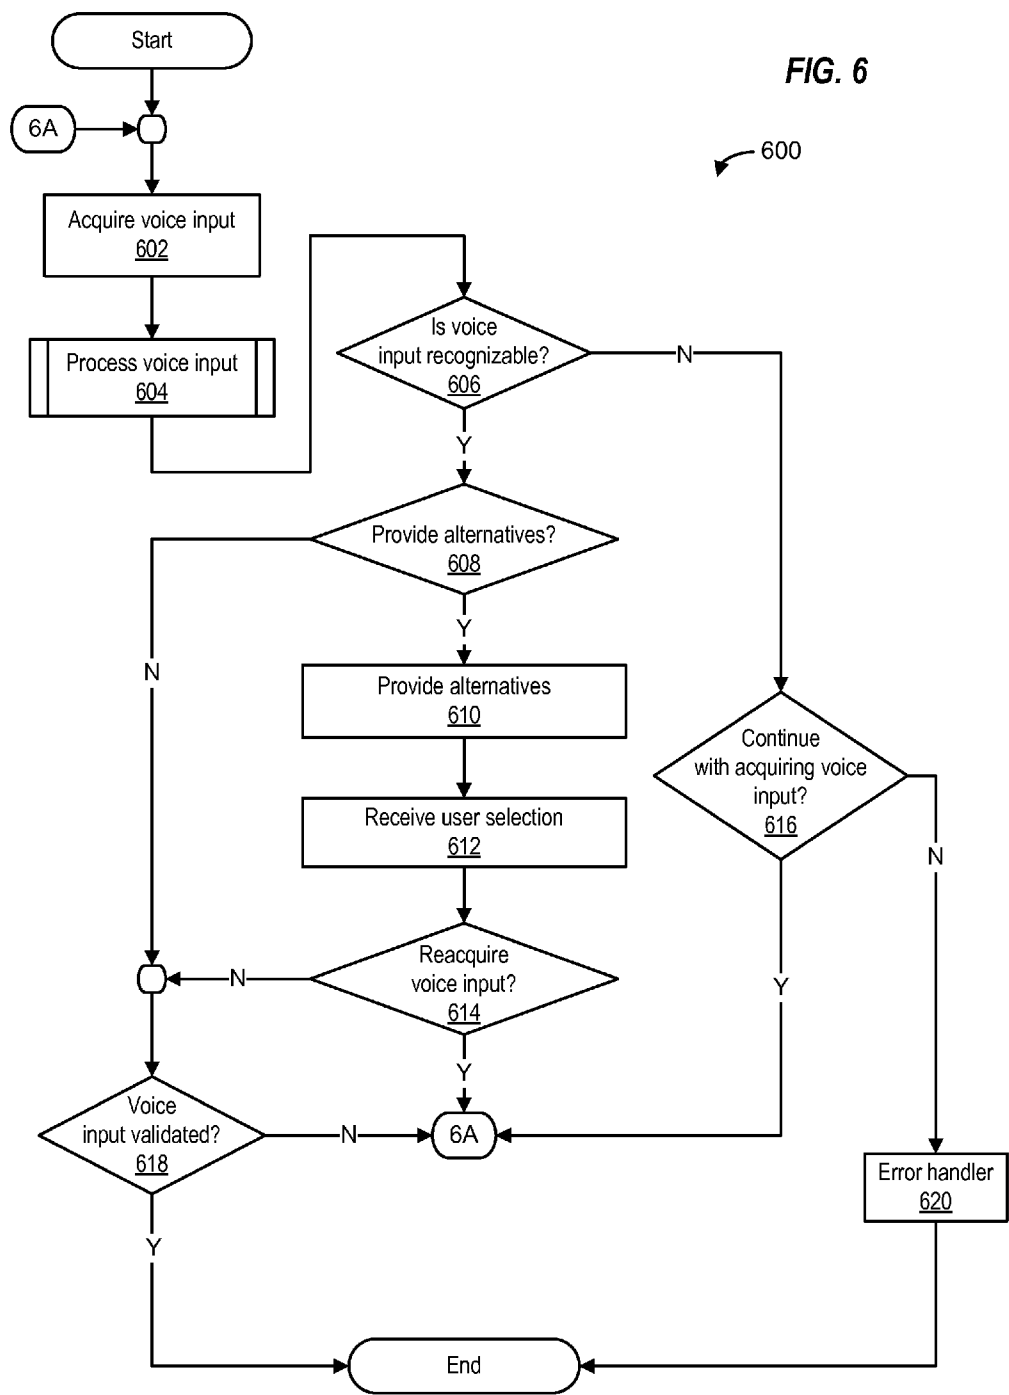 Start
FIG. 6
6A
600
Acquire voice input
602
Is voice
input recognizable?
606
N
Process voice input
604
Y
Provide alternatives?
608
Y
N
Provide alternatives
610
Continue
with acquiring voice
input?
616
Receive user selection
612
N
Reacquire
voice input?
614
N
Y
Y
Voice
input validated?
618
N
6A
Error handler
620
Y
End